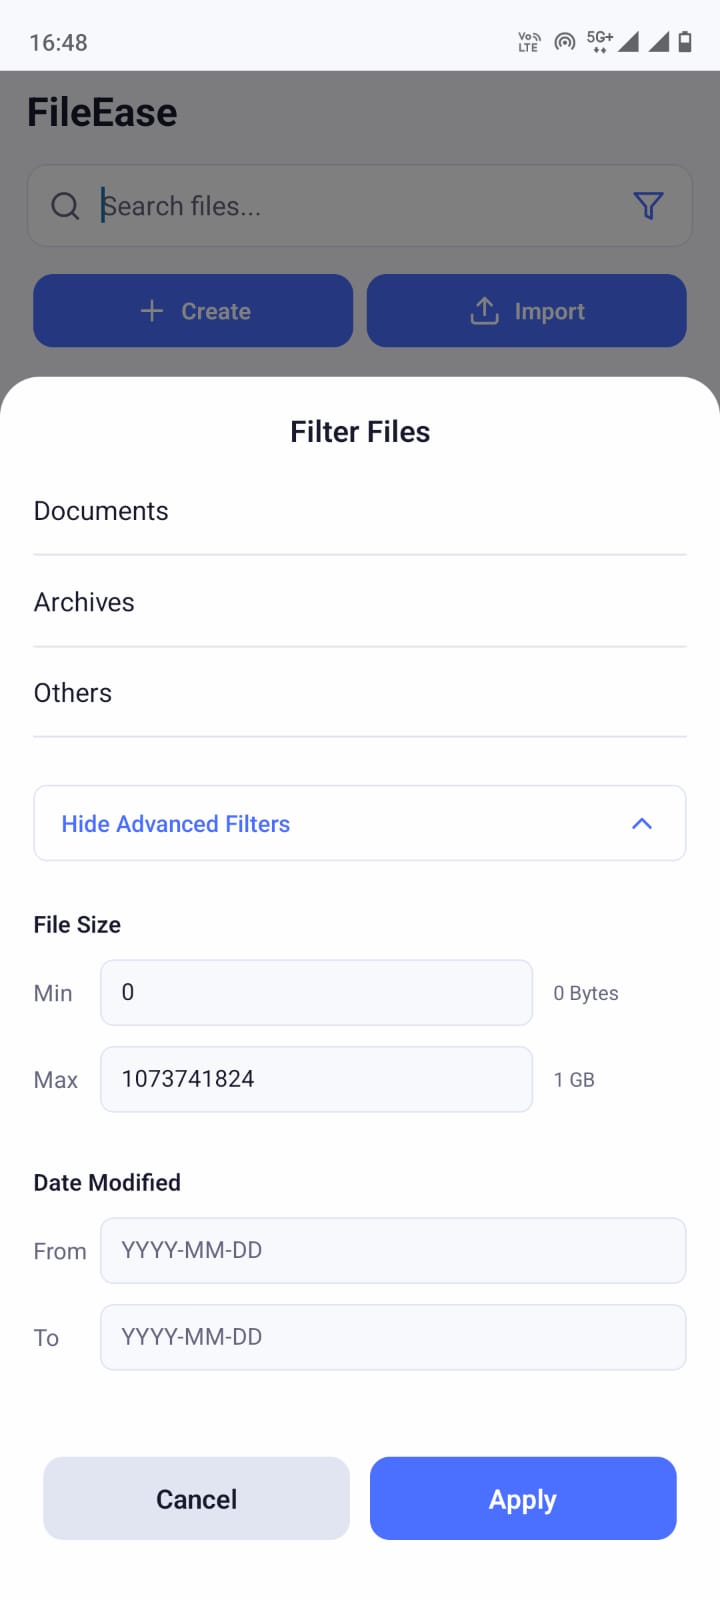 16:48
Vo
LTE
5G+
FileEase
Search files...
Create
Import
Filter Files
Documents
Archives
Others
Hide Advanced Filters
File Size
Min
0
0 Bytes
Max
1073741824
1 GB
Date Modified
From
YYYY-MM-DD
To
YYYY-MM-DD
Cancel
Apply